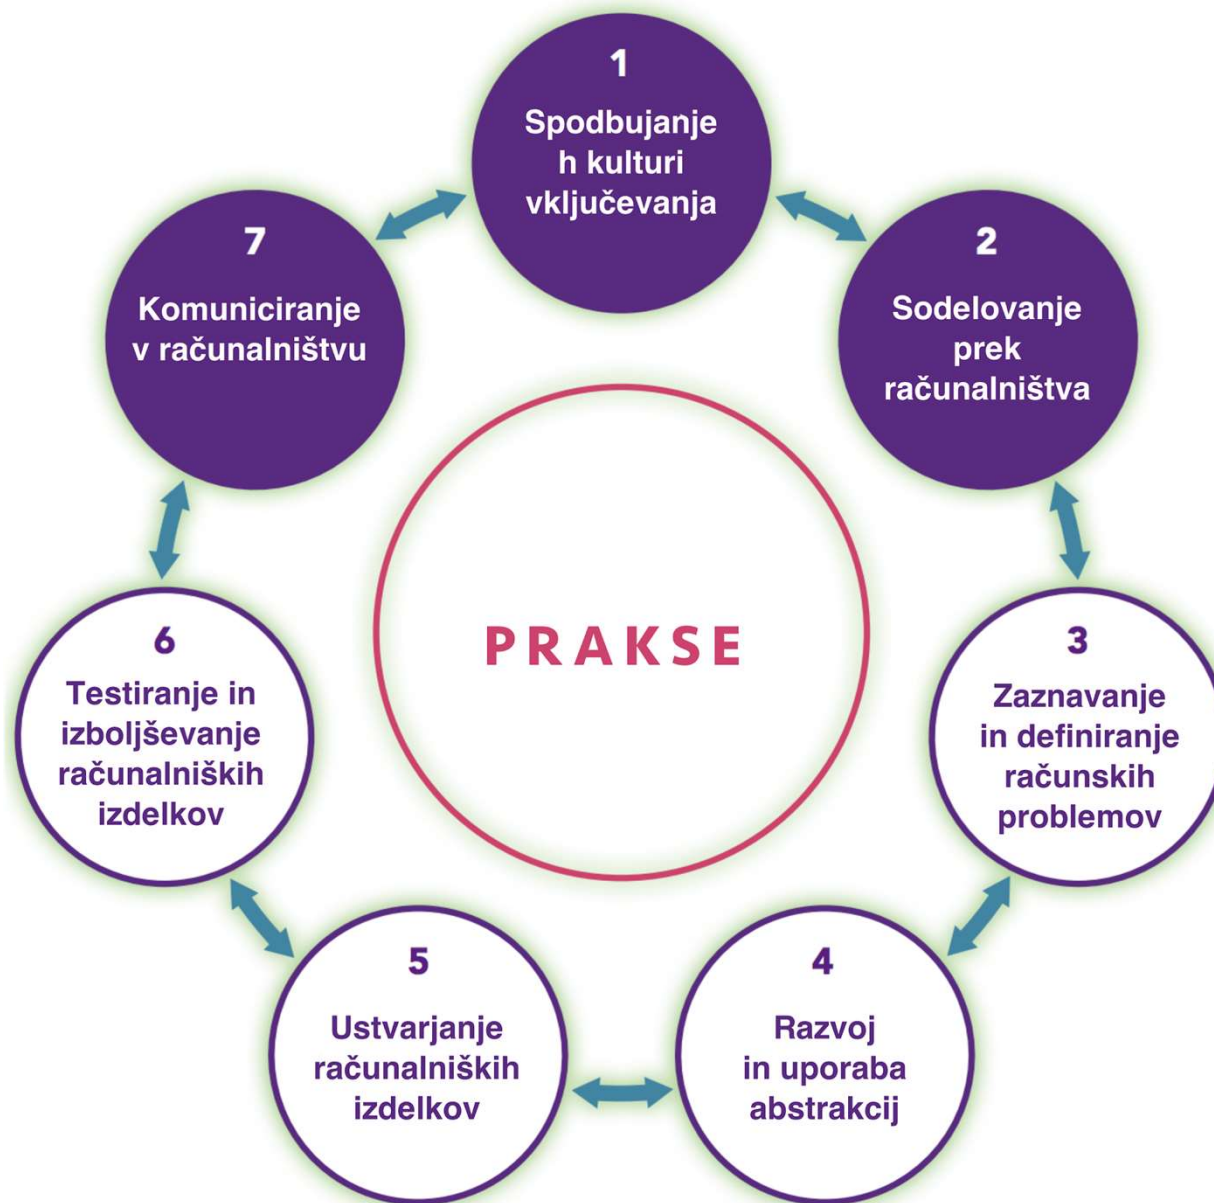 1
Spodbujanje
h kulturi
vključevanja
2
Sodelovanje
prek
računalništva
3
Zaznavanje
in definiranje
računskih
problemov
4
Razvoj
in uporaba
abstrakcij
5
Ustvarjanje
računalniških
izdelkov
6
Testiranje in
izboljševanje
računalniških
izdelkov
7
Komuniciranje
v računalništvu
PRAKSE